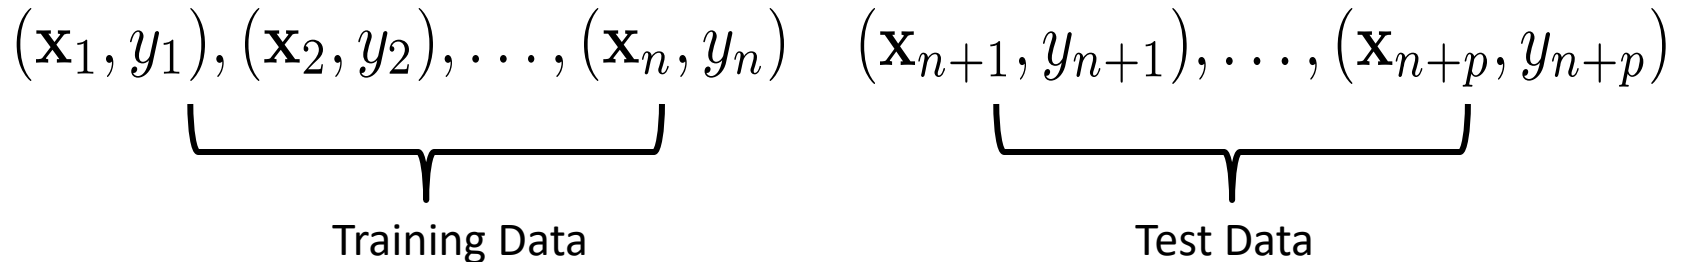 (𝐱₁, y₁), (𝐱₂, y₂), . . . , (𝐱ₙ, yₙ) (𝐱ₙ₊₁, yₙ₊₁), . . . , (𝐱ₙ₊ₚ, yₙ₊ₚ)
Training Data Test Data